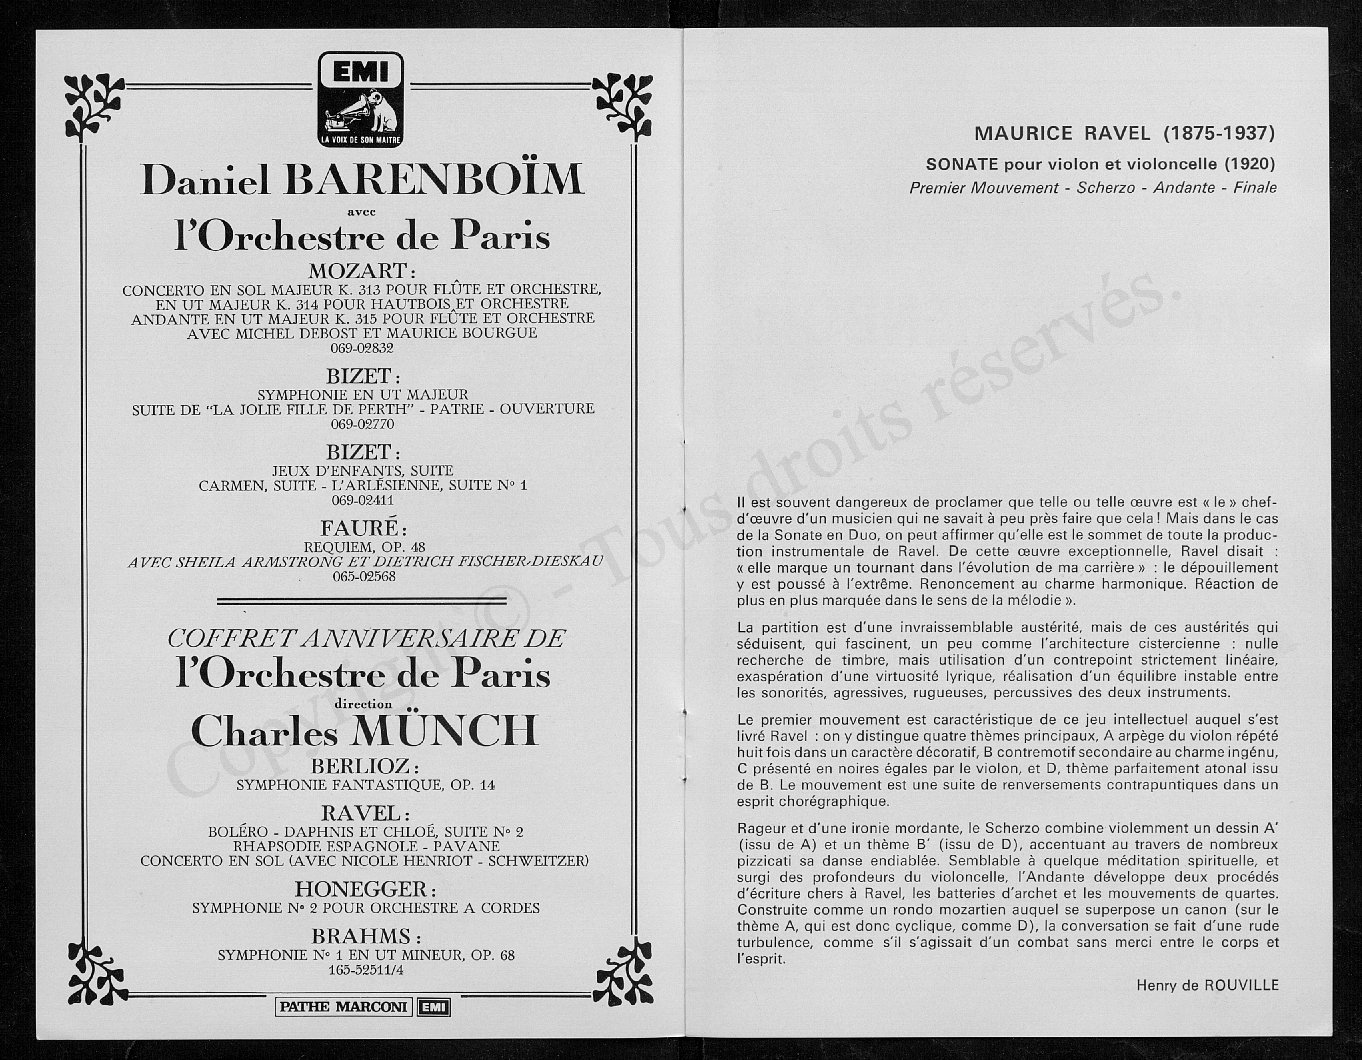 EMI
LA VOIX DE SON MAITRE
Daniel BARENBOÏM
avec
l'Orchestre de Paris
MOZART :
CONCERTO EN SOL MAJEUR K. 313 POUR FLÛTE ET ORCHESTRE,
EN UT MAJEUR K. 314 POUR HAUTBOIS ET ORCHESTRE
ANDANTE EN UT MAJEUR K. 315 POUR FLÛTE ET ORCHESTRE
AVEC MICHEL DEBOST ET MAURICE BOURGUE
069-02832
BIZET :
SYMPHONIE EN UT MAJEUR
SUITE DE "LA JOLIE FILLE DE PERTH" - PATRIE - OUVERTURE
069-02770
BIZET :
JEUX D'ENFANTS, SUITE
CARMEN, SUITE - L'ARLÉSIENNE, SUITE N° 1
069-02411
FAURÉ :
REQUIEM, OP. 48
AVEC SHEILA ARMSTRONG ET DIETRICH FISCHER-DIESKAU
065-02568
COFFRET ANNIVERSAIRE DE
l'Orchestre de Paris
direction
Charles MÜNCH
BERLIOZ :
SYMPHONIE FANTASTIQUE, OP. 14
RAVEL :
BOLÉRO - DAPHNIS ET CHLOÉ, SUITE N° 2
RHAPSODIE ESPAGNOLE - PAVANE
CONCERTO EN SOL (AVEC NICOLE HENRIOT - SCHWEITZER)
HONEGGER :
SYMPHONIE N° 2 POUR ORCHESTRE A CORDES
BRAHMS :
SYMPHONIE N° 1 EN UT MINEUR, OP. 68
165-52511/4
PATHE MARCONI EMI
MAURICE RAVEL (1875-1937)
SONATE pour violon et violoncelle (1920)
Premier Mouvement - Scherzo - Andante - Finale
Il est souvent dangereux de proclamer que telle ou telle œuvre est « le » chef-
d'œuvre d'un musicien qui ne savait à peu près faire que cela ! Mais dans le cas
de la Sonate en Duo, on peut affirmer qu'elle est le sommet de toute la produc-
tion instrumentale de Ravel. De cette œuvre exceptionnelle, Ravel disait :
« elle marque un tournant dans l'évolution de ma carrière » : le dépouillement
y est poussé à l'extrême. Renoncement au charme harmonique. Réaction de
plus en plus marquée dans le sens de la mélodie ».
La partition est d'une invraissemblable austérité, mais de ces austérités qui
séduisent, qui fascinent, un peu comme l'architecture cistercienne : nulle
recherche de timbre, mais utilisation d'un contrepoint strictement linéaire,
exaspération d'une virtuosité lyrique, réalisation d'un équilibre instable entre
les sonorités, agressives, rugueuses, percussives des deux instruments.
Le premier mouvement est caractéristique de ce jeu intellectuel auquel s'est
livré Ravel : on y distingue quatre thèmes principaux, A arpège du violon répété
huit fois dans un caractère décoratif, B contremotif secondaire au charme ingénu,
C présenté en noires égales par le violon, et D, thème parfaitement atonal issu
de B. Le mouvement est une suite de renversements contrapuntiques dans un
esprit chorégraphique.
Rageur et d'une ironie mordante, le Scherzo combine violemment un dessin A'
(issu de A) et un thème B' (issu de D), accentuant au travers de nombreux
pizzicati sa danse endiablée. Semblable à quelque méditation spirituelle, et
surgi des profondeurs du violoncelle, l'Andante développe deux procédés
d'écriture chers à Ravel, les batteries d'archet et les mouvements de quartes.
Construite comme un rondo mozartien auquel se superpose un canon (sur le
thème A, qui est donc cyclique, comme D), la conversation se fait d'une rude
turbulence, comme s'il s'agissait d'un combat sans merci entre le corps et
l'esprit.
Henry de ROUVILLE
Copyright © - Tous droits réservés.